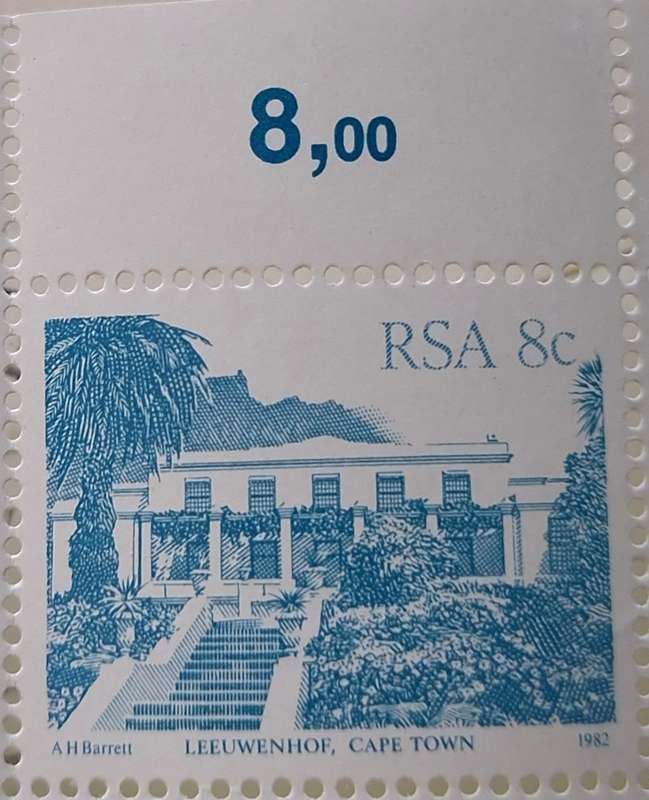 8,00
RSA 8c
A H Barrett LEEUWENHOF, CAPE TOWN 1982